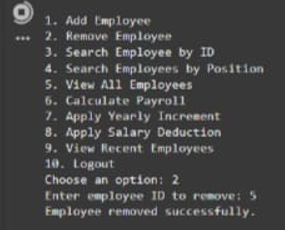 1. Add Employee
2. Remove Employee
3. Search Employee by ID
4. Search Employees by Position
5. View All Employees
6. Calculate Payroll
7. Apply Yearly Increment
8. Apply Salary Deduction
9. View Recent Employees
10. Logout
Choose an option: 2
Enter employee ID to remove: 5
Employee removed successfully.